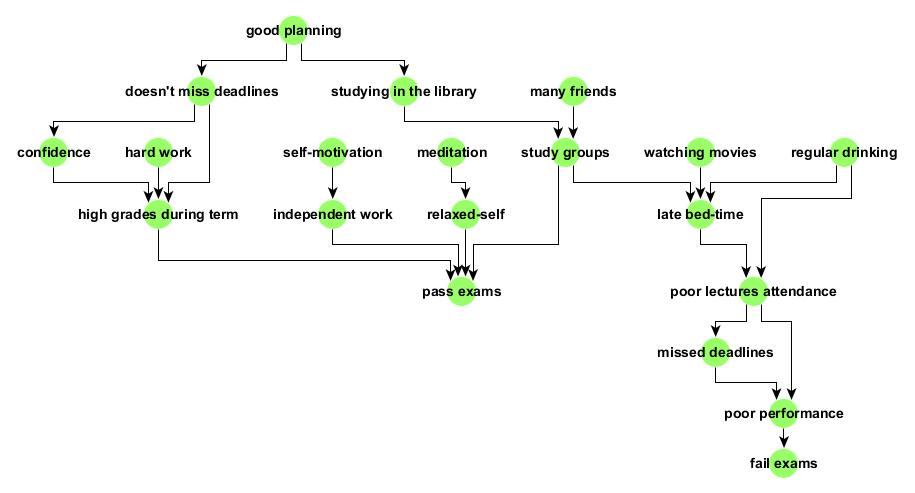 good planning
doesn't miss deadlines
studying in the library
many friends
confidence
hard work
self-motivation
meditation
study groups
watching movies
regular drinking
high grades during term
independent work
relaxed-self
late bed-time
pass exams
poor lectures attendance
missed deadlines
poor performance
fail exams